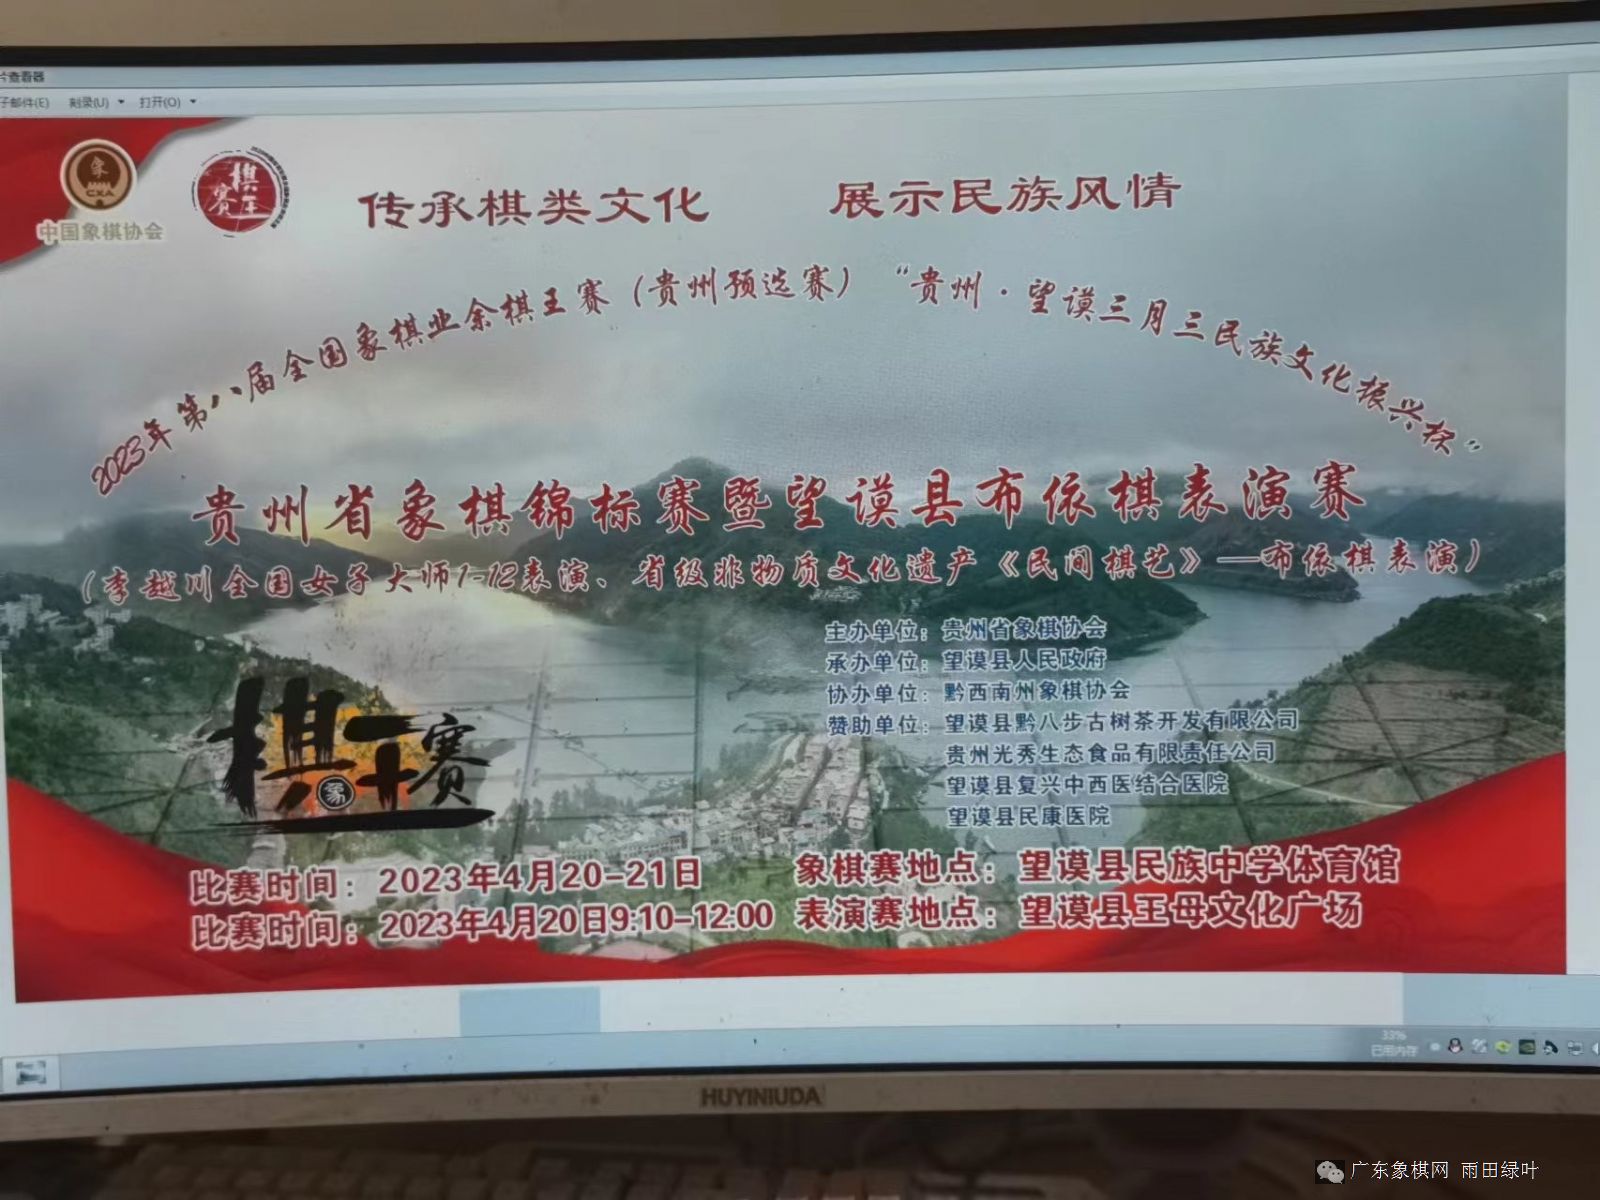 片查看器
子邮件(E) 刻录(U) 打开(O)
象
CXA
中国象棋协会
棋王赛
传承棋类文化 展示民族风情
2023年第八届全国象棋业余棋王赛（贵州预选赛）“贵州·望谟三月三民族文化振兴杯”
贵州省象棋锦标赛暨望谟县布依棋表演赛
（李越川全国女子大师1-12表演、省级非物质文化遗产《民间棋艺》—布依棋表演）
主办单位：贵州省象棋协会
承办单位：望谟县人民政府
协办单位：黔西南州象棋协会
赞助单位：望谟县黔八步古树茶开发有限公司
贵州光秀生态食品有限责任公司
望谟县复兴中西医结合医院
望谟县民康医院
棋王赛
象
比赛时间：2023年4月20-21日 象棋赛地点：望谟县民族中学体育馆
比赛时间：2023年4月20日9:10-12:00 表演赛地点：望谟县王母文化广场
33%
已用内存
HUYINIUDA
广东象棋网 雨田绿叶